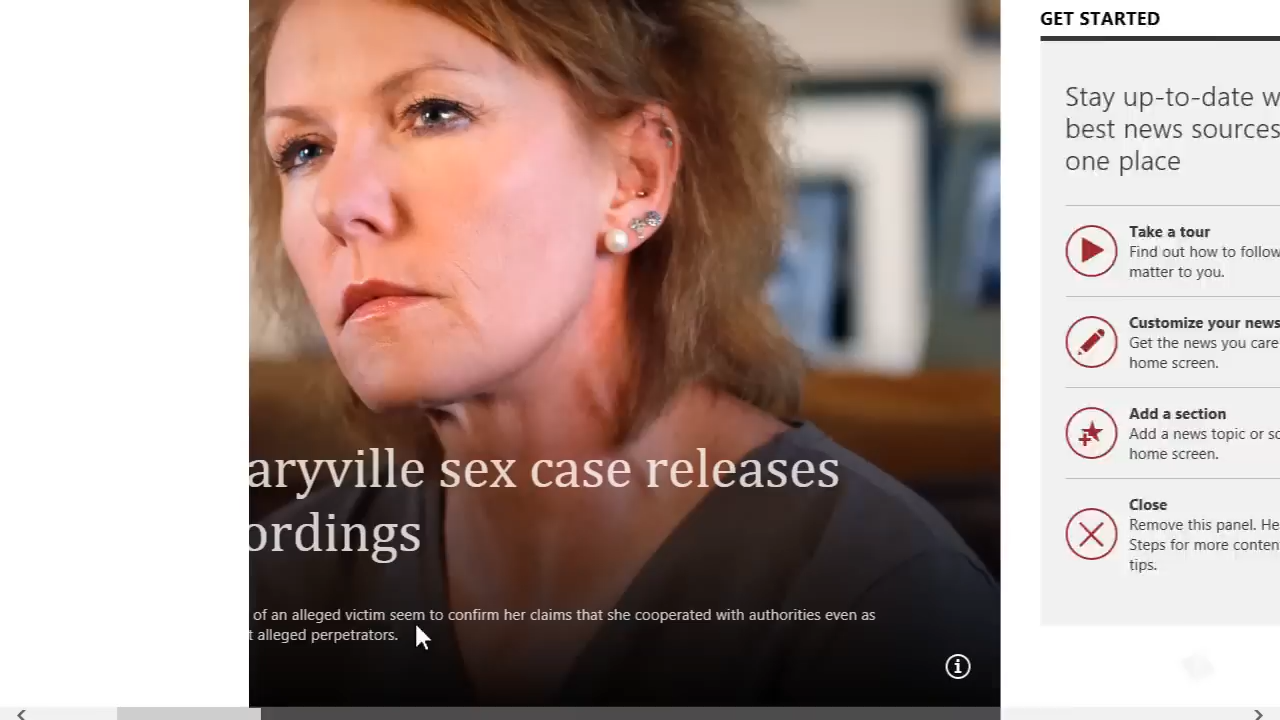 aryville sex case releases
ordings
of an alleged victim seem to confirm her claims that she cooperated with authorities even as
t alleged perpetrators.
GET STARTED
Stay up-to-date w
best news sources
one place
Take a tour
Find out how to follow
matter to you.
Customize your news
Get the news you care
home screen.
Add a section
Add a news topic or so
home screen.
Close
Remove this panel. He
Steps for more conten
tips.